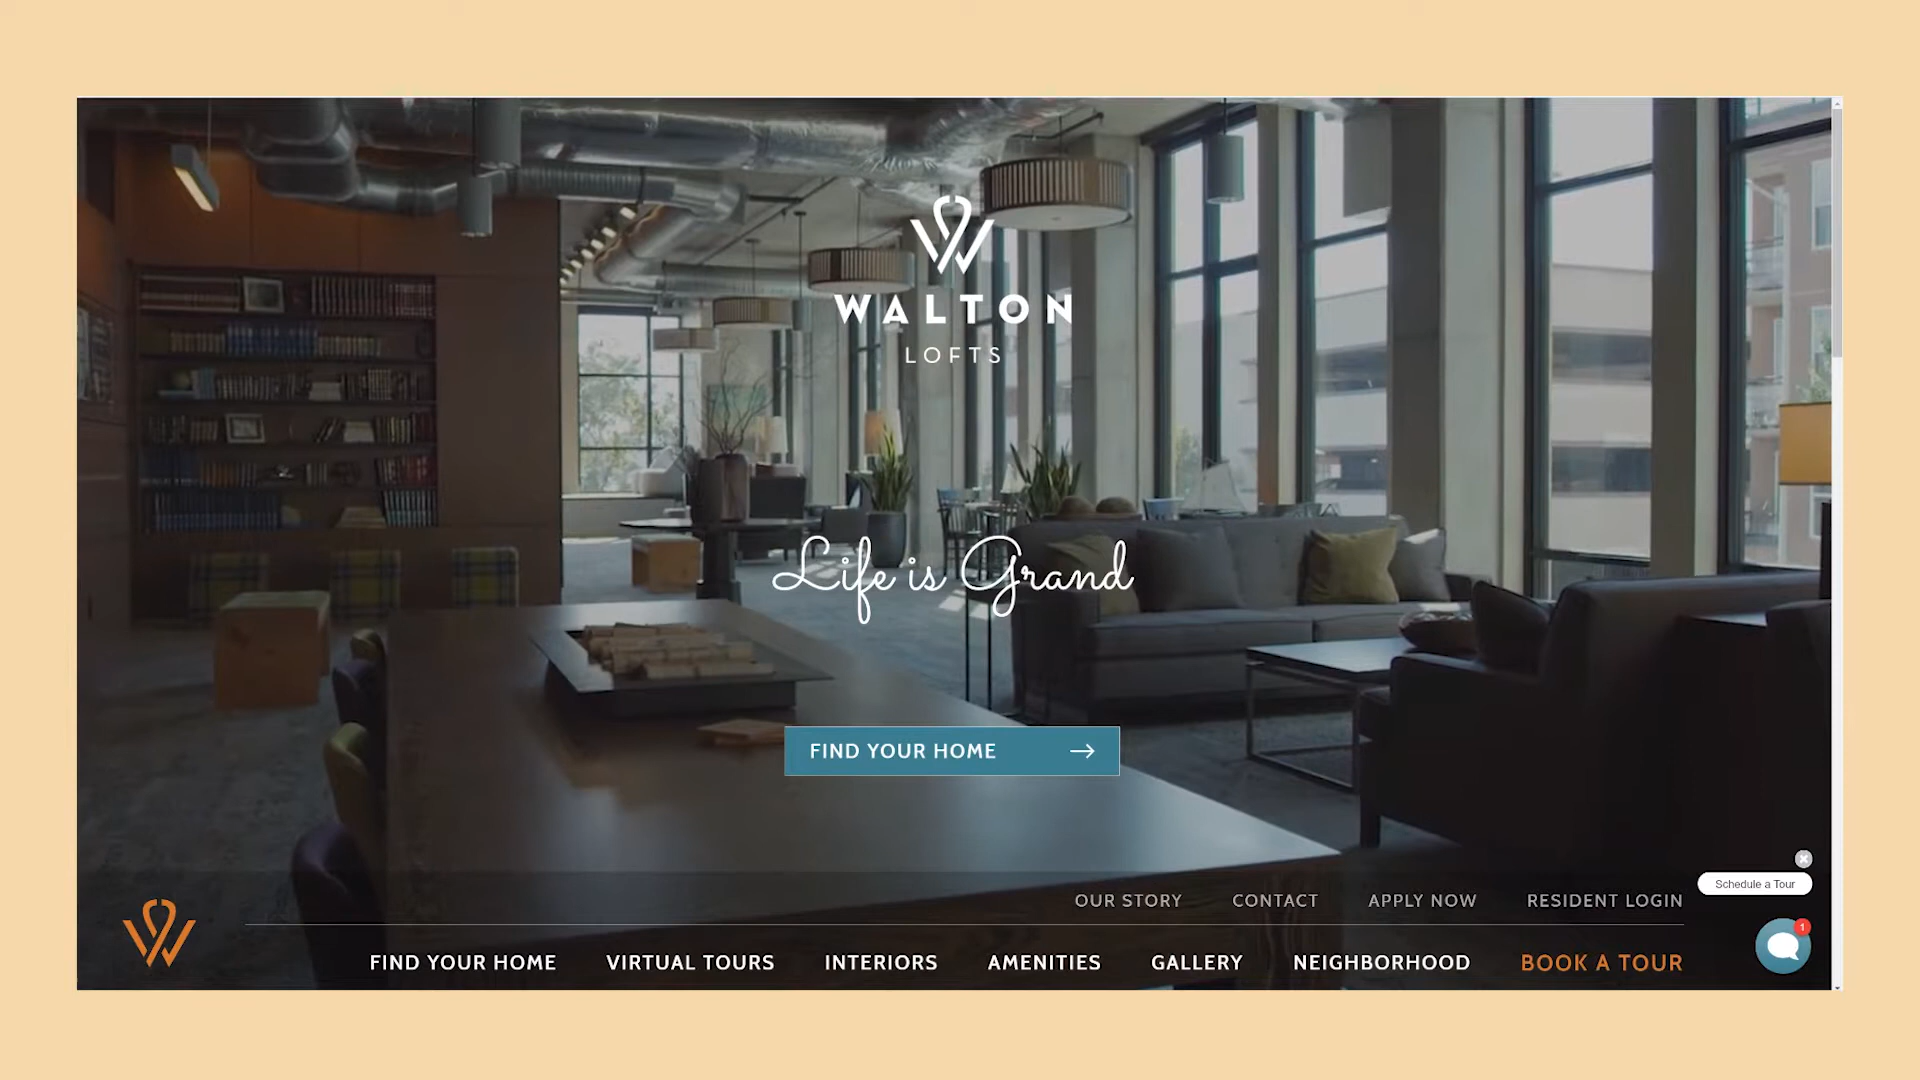 WALTON
LOFTS
Life is Grand
FIND YOUR HOME
OUR STORY CONTACT APPLY NOW RESIDENT LOGIN
Schedule a Tour
1
FIND YOUR HOME VIRTUAL TOURS INTERIORS AMENITIES GALLERY NEIGHBORHOOD BOOK A TOUR